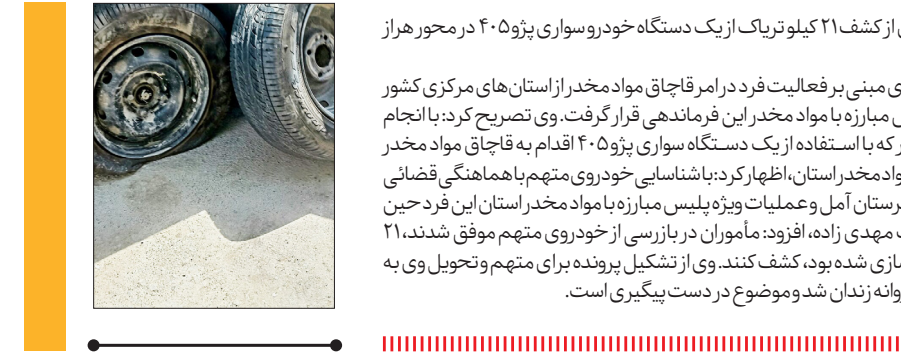 از کشف ۲۱ کیلو تریاک از یک دستگاه خودرو سواری پژو ۴۰۵ در محور هراز
مبنی بر فعالیت فرد در امر قاچاق مواد مخدر از استان های مرکزی کشور
مبارزه با مواد مخدر این فرماندهی قرار گرفت. وی تصریح کرد: با انجام
که با استفاده از یک دستگاه سواری پژو ۴۰۵ اقدام به قاچاق مواد مخدر
مواد مخدر استان، اظهار کرد: با شناسایی خودروی متهم با هماهنگی قضائی
آمل و عملیات ویژه پلیس مبارزه با مواد مخدر استان این فرد حین
مهدی زاده، افزود: مأموران در بازرسی از خودروی متهم موفق شدند، ۲۱
شده بود، کشف کنند. وی از تشکیل پرونده برای متهم و تحویل وی به
زندان شد و موضوع در دست پیگیری است.